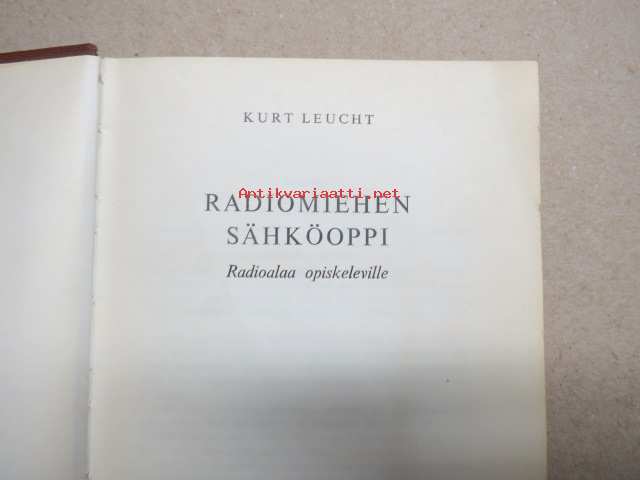 KURT LEUCHT
Antikvariaatti.net
RADIOMIEHEN
SÄHKÖOPPI
Radioalaa opiskeleville